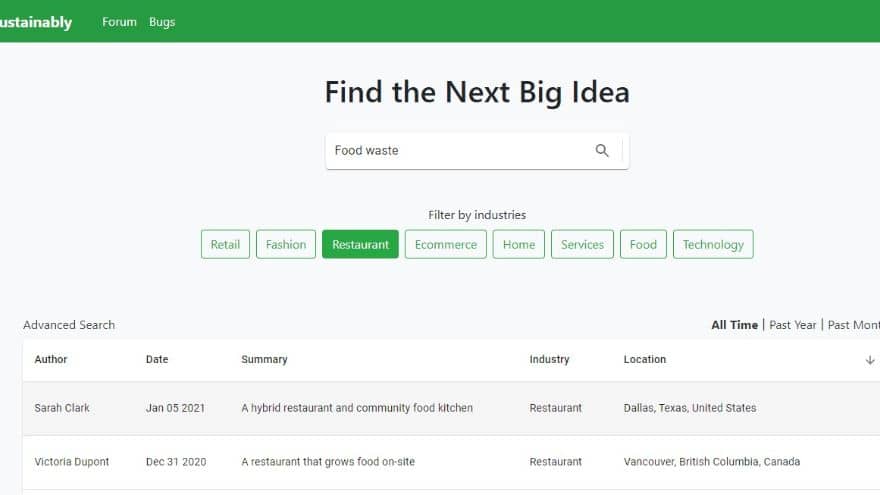 ustainably Forum Bugs
Find the Next Big Idea
Food waste
Filter by industries
Retail Fashion Restaurant Ecommerce Home Services Food Technology
Advanced Search All Time | Past Year | Past Mont
Author Date Summary Industry Location
Sarah Clark Jan 05 2021 A hybrid restaurant and community food kitchen Restaurant Dallas, Texas, United States
Victoria Dupont Dec 31 2020 A restaurant that grows food on-site Restaurant Vancouver, British Columbia, Canada